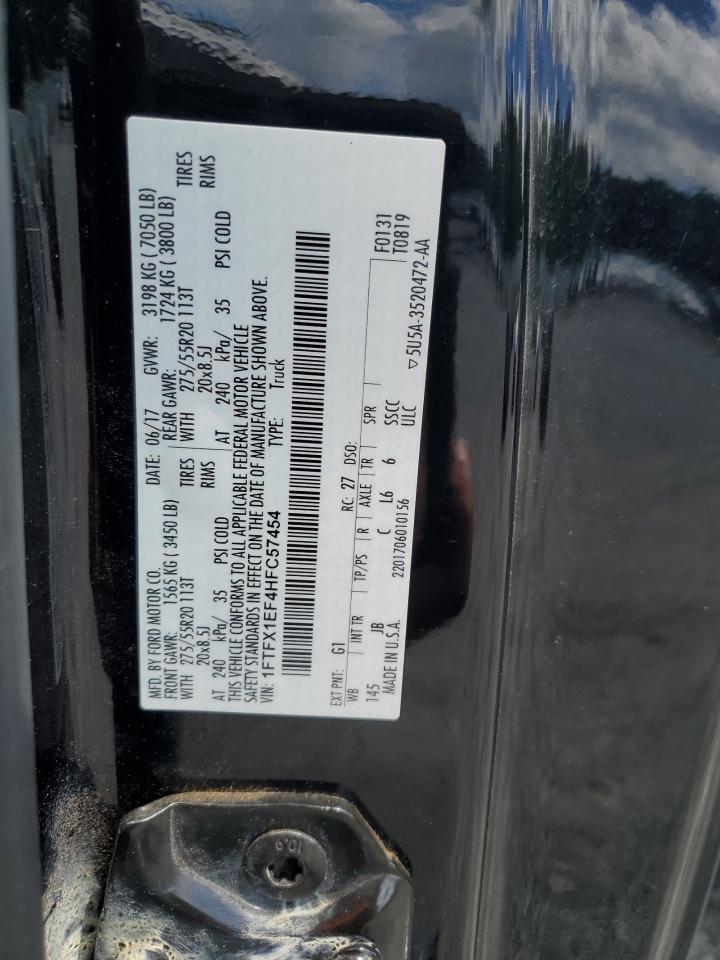 MFD. BY FORD MOTOR CO.
DATE: 06/17 GVWR: 3198 KG ( 7050 LB)
FRONT GAWR: 1565 KG ( 3450 LB)
REAR GAWR: 1724 KG ( 3800 LB)
WITH 275/55R20 113T TIRES
WITH 275/55R20 113T TIRES
20x8.5J RIMS
20x8.5J RIMS
AT 240 kPa/ 35 PSI COLD
AT 240 kPa/ 35 PSI COLD
THIS VEHICLE CONFORMS TO ALL APPLICABLE FEDERAL MOTOR VEHICLE
SAFETY STANDARDS IN EFFECT ON THE DATE OF MANUFACTURE SHOWN ABOVE.
VIN: 1FTFX1EF4HFC57454 TYPE: Truck
EXT PNT: G1 RC: 27 DSO: F0131
WB INT TR TP/PS R AXLE TR SPR T0819
145 JB C L6 6 SSCC
MADE IN U.S.A. 2201706010156 ULC ▽5U5A-3520472-AA
10.9